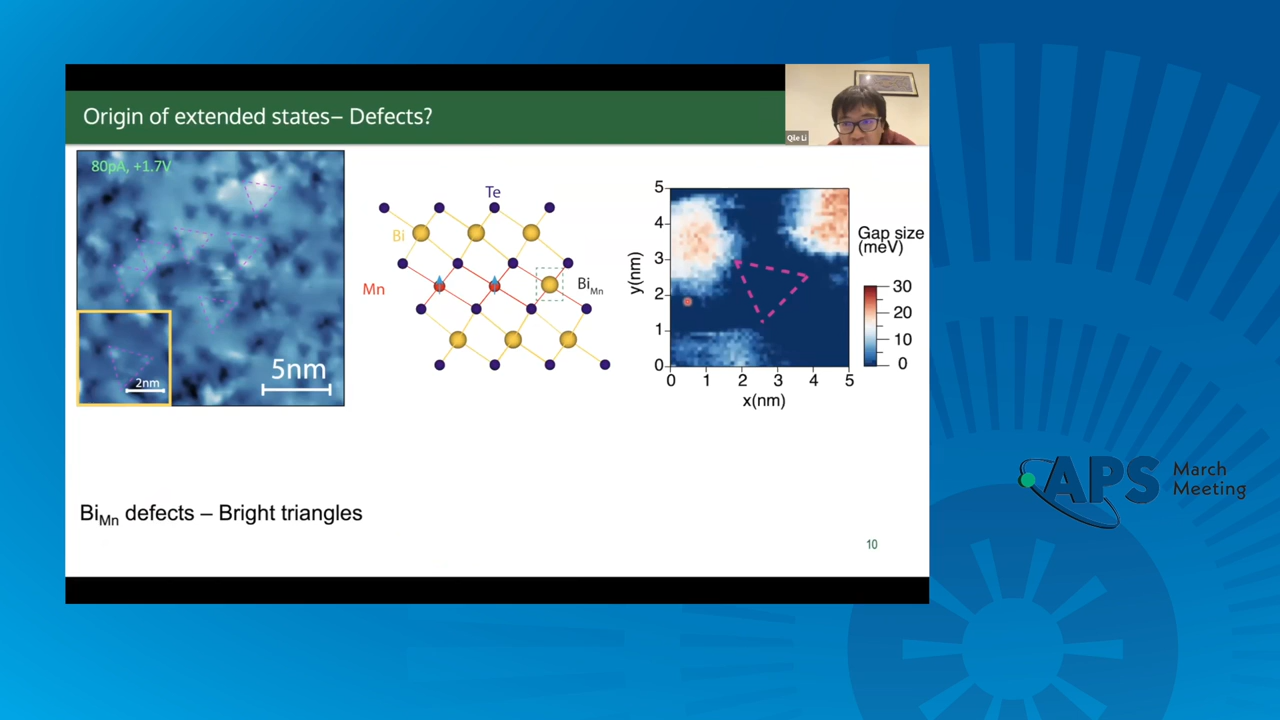 Origin of extended states– Defects?
Qile Li
80pA, +1.7V
2nm
5nm
Te
Bi
Mn
BiMn
5
4
3
2
1
0
y(nm)
0 1 2 3 4 5
x(nm)
Gap size
(meV)
30
20
10
0
BiMn defects – Bright triangles
10
APS March Meeting